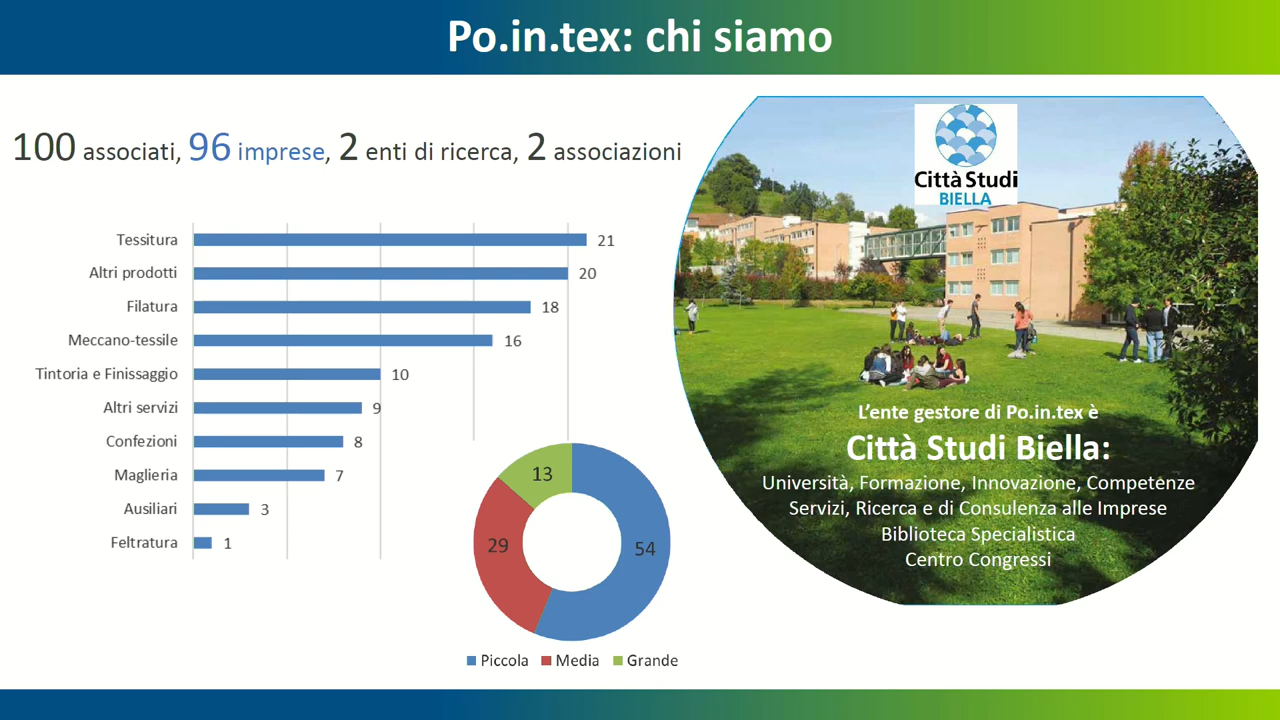 Po.in.tex: chi siamo
100 associati, 96 imprese, 2 enti di ricerca, 2 associazioni
Tessitura 21
Altri prodotti 20
Filatura 18
Meccano-tessile 16
Tintoria e Finissaggio 10
Altri servizi 9
Confezioni 8
Maglieria 7
Ausiliari 3
Feltratura 1
13
29
54
Piccola Media Grande
Città Studi
BIELLA
L'ente gestore di Po.in.tex è
Città Studi Biella:
Università, Formazione, Innovazione, Competenze
Servizi, Ricerca e di Consulenza alle Imprese
Biblioteca Specialistica
Centro Congressi